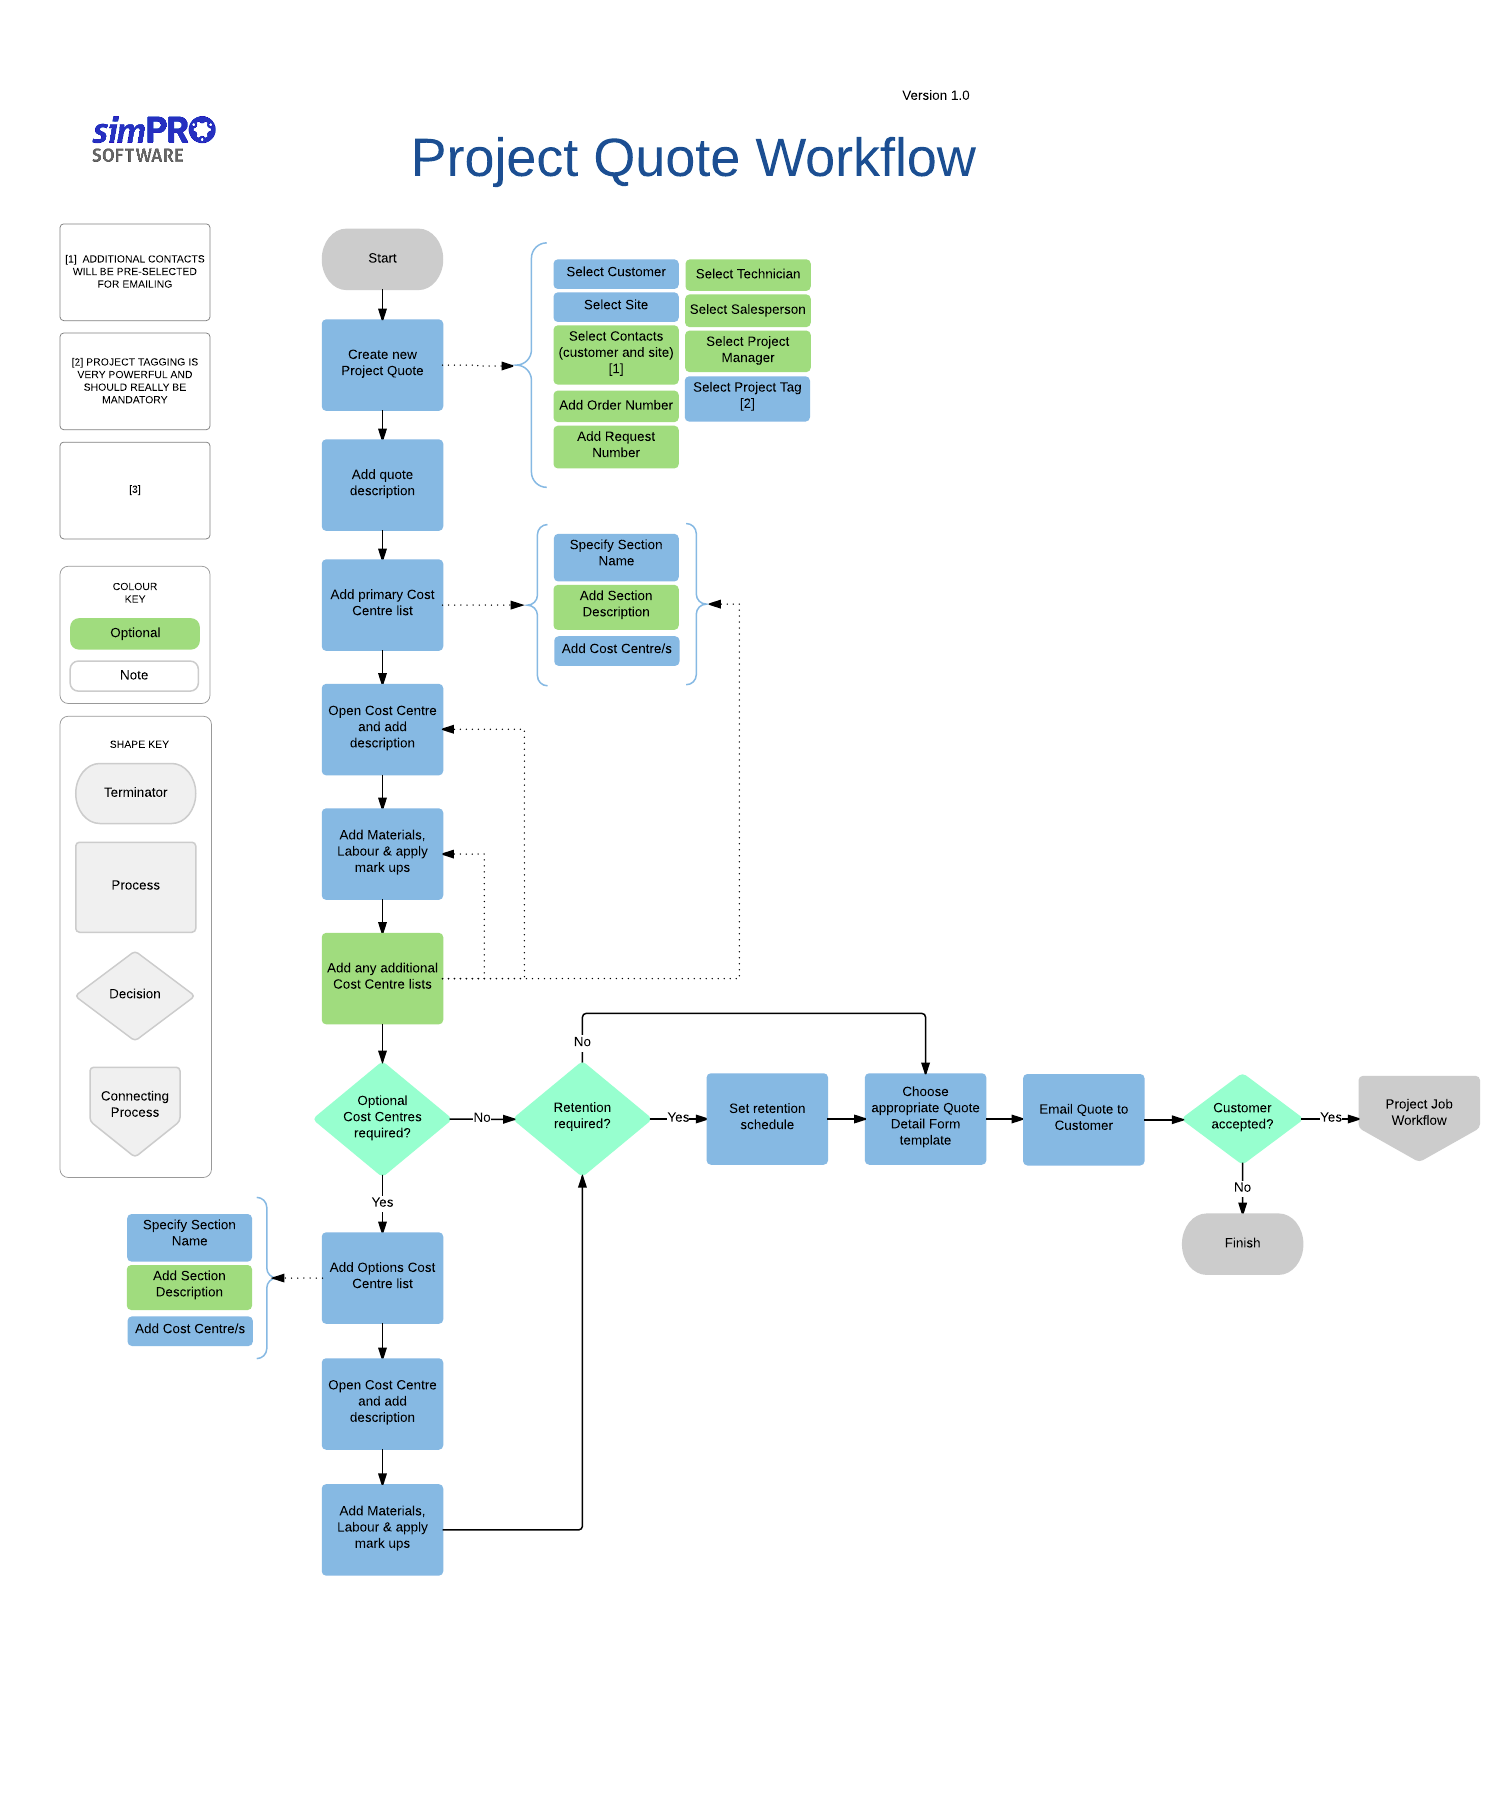 Version 1.0
simPRO
SOFTWARE
Project Quote Workflow
[1]  ADDITIONAL CONTACTS
WILL BE PRE-SELECTED
FOR EMAILING
[2] PROJECT TAGGING IS
VERY POWERFUL AND
SHOULD REALLY BE
MANDATORY
[3]
COLOUR
KEY
Optional
Note
SHAPE KEY
Terminator
Process
Decision
Connecting
Process
Start
Create new
Project Quote
Select Customer
Select Site
Select Contacts
(customer and site)
[1]
Add Order Number
Add Request
Number
Select Technician
Select Salesperson
Select Project
Manager
Select Project Tag
[2]
Add quote
description
Add primary Cost
Centre list
Specify Section
Name
Add Section
Description
Add Cost Centre/s
Open Cost Centre
and add
description
Add Materials,
Labour & apply
mark ups
Add any additional
Cost Centre lists
Optional
Cost Centres
required?
No
Retention
required?
No
Yes
Set retention
schedule
Choose
appropriate Quote
Detail Form
template
Email Quote to
Customer
Customer
accepted?
Yes
Project Job
Workflow
No
Finish
Yes
Add Options Cost
Centre list
Specify Section
Name
Add Section
Description
Add Cost Centre/s
Open Cost Centre
and add
description
Add Materials,
Labour & apply
mark ups